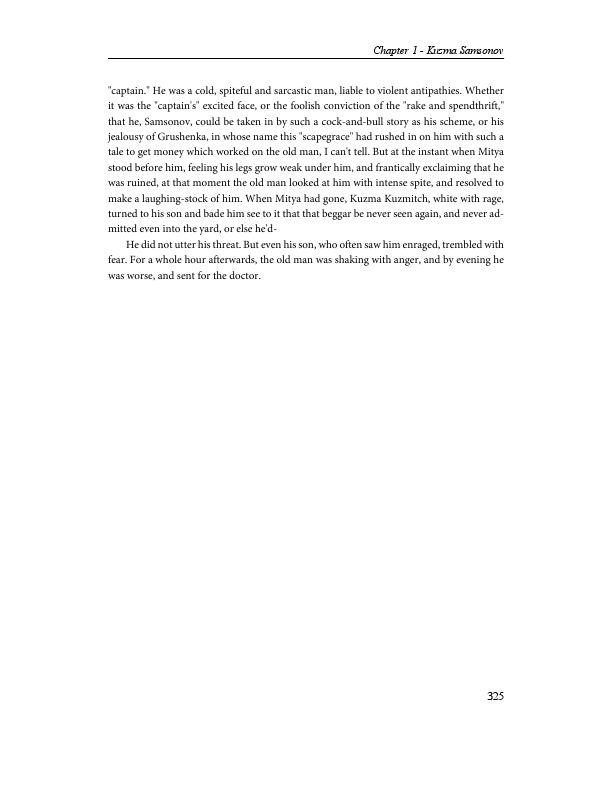 Chapter 1 - Kuzma Samsonov
"captain." He was a cold, spiteful and sarcastic man, liable to violent antipathies. Whether
it was the "captain's" excited face, or the foolish conviction of the "rake and spendthrift,"
that he, Samsonov, could be taken in by such a cock-and-bull story as his scheme, or his
jealousy of Grushenka, in whose name this "scapegrace" had rushed in on him with such a
tale to get money which worked on the old man, I can't tell. But at the instant when Mitya
stood before him, feeling his legs grow weak under him, and frantically exclaiming that he
was ruined, at that moment the old man looked at him with intense spite, and resolved to
make a laughing-stock of him. When Mitya had gone, Kuzma Kuzmitch, white with rage,
turned to his son and bade him see to it that that beggar be never seen again, and never ad-
mitted even into the yard, or else he'd-
He did not utter his threat. But even his son, who often saw him enraged, trembled with
fear. For a whole hour afterwards, the old man was shaking with anger, and by evening he
was worse, and sent for the doctor.
325